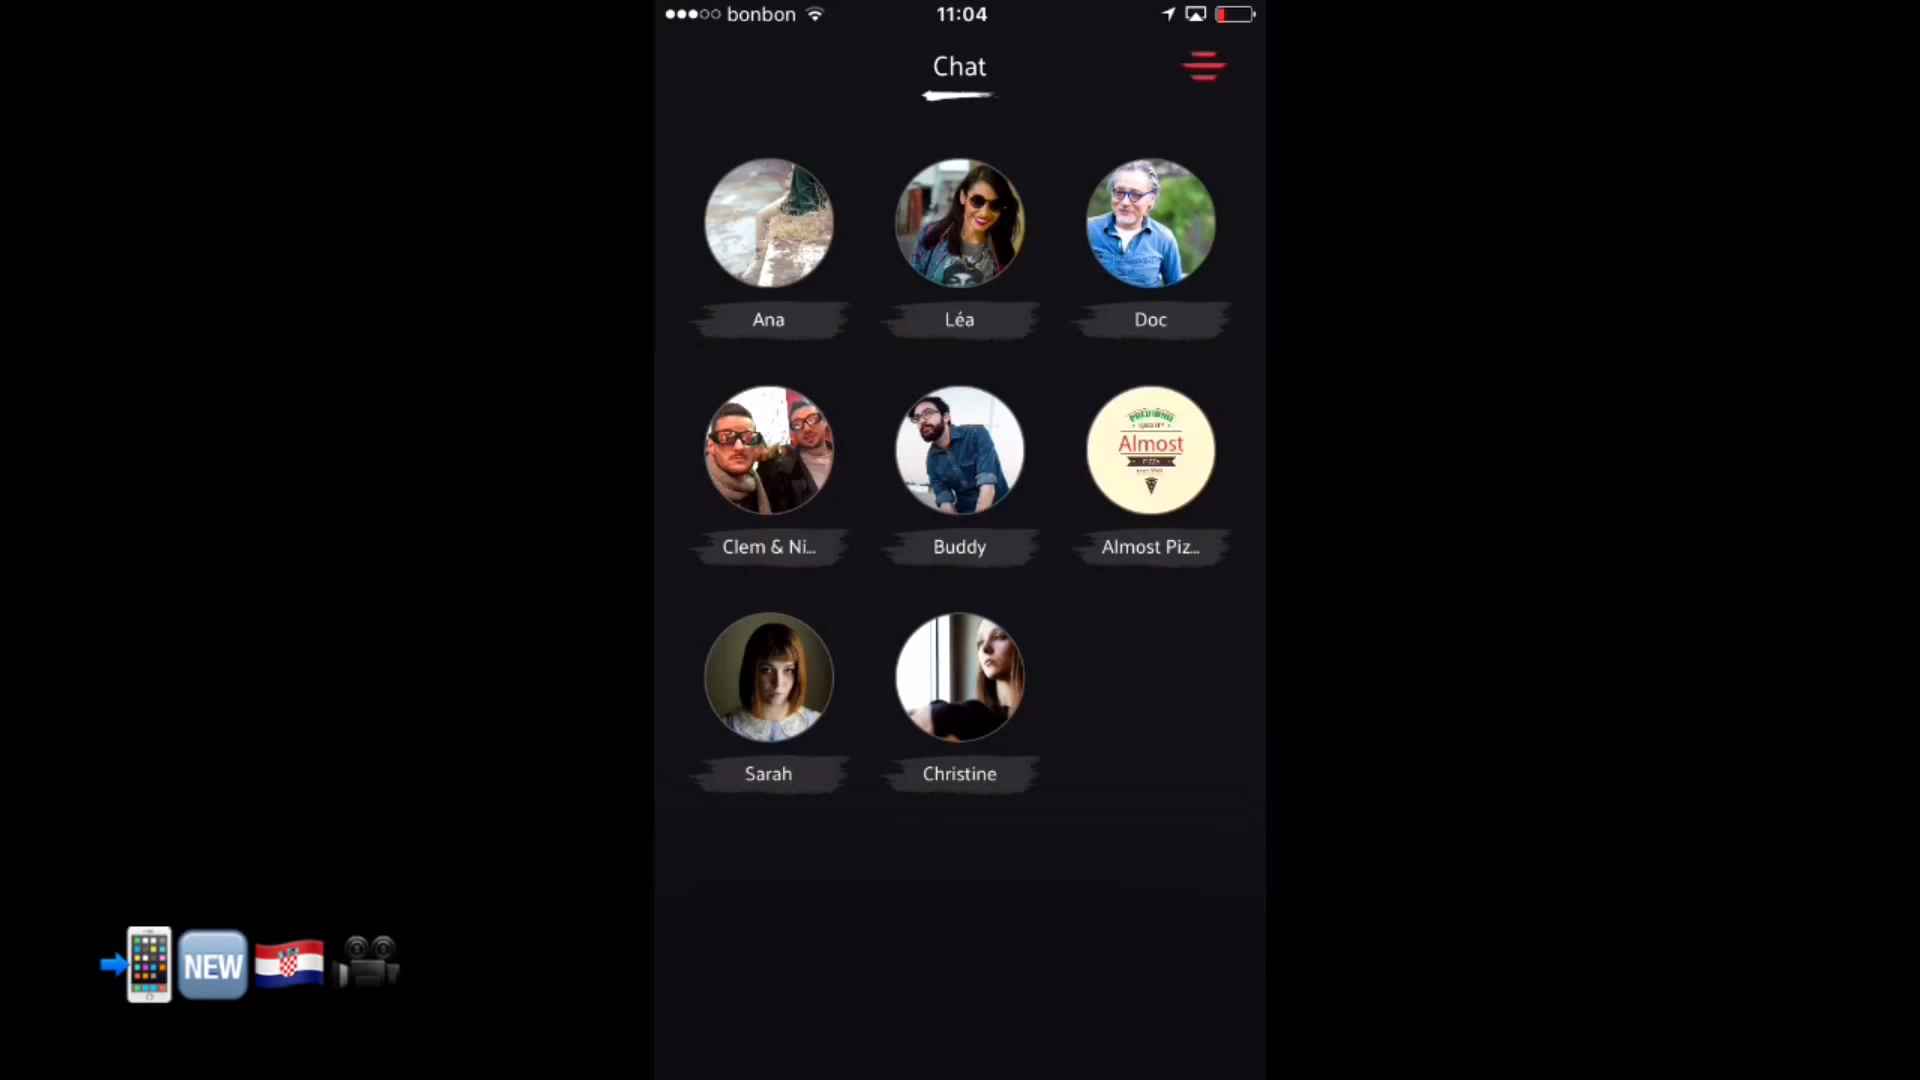 bonbon 11:04
Chat
Ana Léa Doc
Almost
Clem & Ni... Buddy Almost Piz...
Sarah Christine
NEW